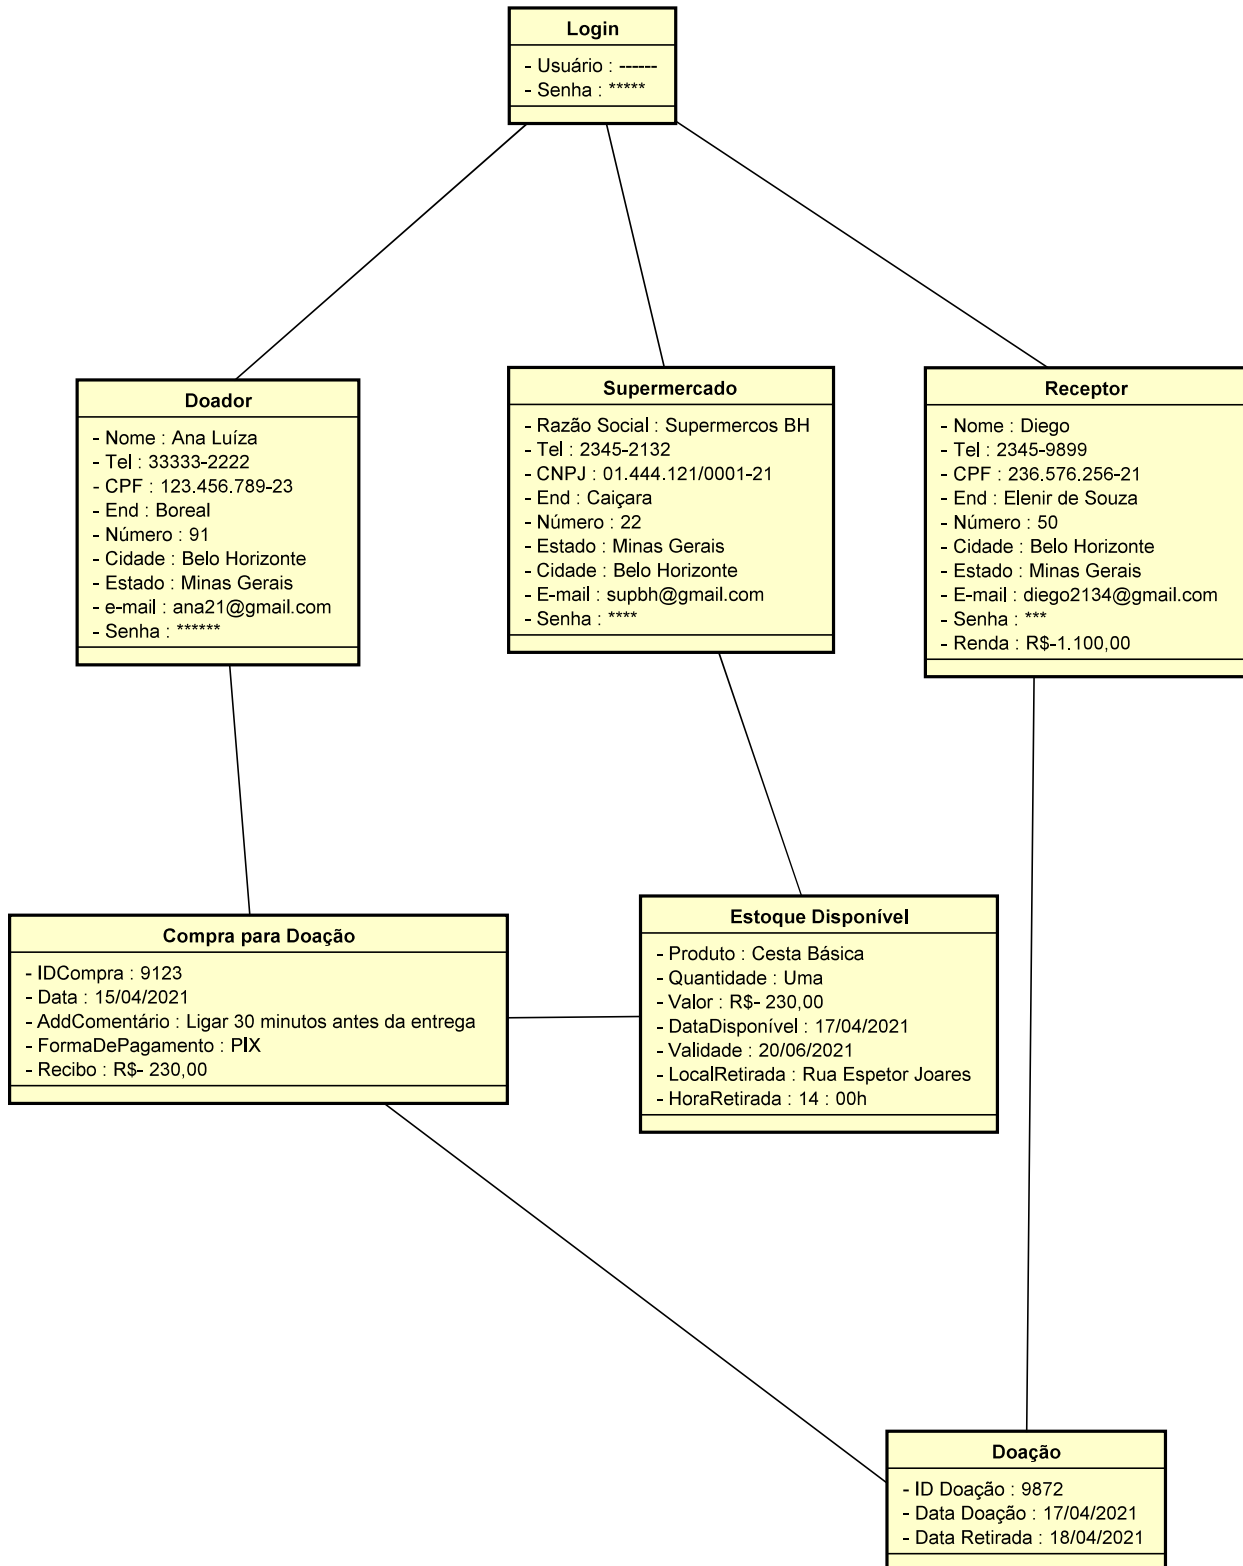 Login
- Usuário : ------
- Senha : *****
Doador
- Nome : Ana Luíza
- Tel : 33333-2222
- CPF : 123.456.789-23
- End : Boreal
- Número : 91
- Cidade : Belo Horizonte
- Estado : Minas Gerais
- e-mail : ana21@gmail.com
- Senha : ******
Supermercado
- Razão Social : Supermercos BH
- Tel : 2345-2132
- CNPJ : 01.444.121/0001-21
- End : Caiçara
- Número : 22
- Estado : Minas Gerais
- Cidade : Belo Horizonte
- E-mail : supbh@gmail.com
- Senha : ****
Receptor
- Nome : Diego
- Tel : 2345-9899
- CPF : 236.576.256-21
- End : Elenir de Souza
- Número : 50
- Cidade : Belo Horizonte
- Estado : Minas Gerais
- E-mail : diego2134@gmail.com
- Senha : ***
- Renda : R$-1.100,00
Compra para Doação
- IDCompra : 9123
- Data : 15/04/2021
- AddComentário : Ligar 30 minutos antes da entrega
- FormaDePagamento : PIX
- Recibo : R$- 230,00
Estoque Disponível
- Produto : Cesta Básica
- Quantidade : Uma
- Valor : R$- 230,00
- DataDisponível : 17/04/2021
- Validade : 20/06/2021
- LocalRetirada : Rua Espetor Joares
- HoraRetirada : 14 : 00h
Doação
- ID Doação : 9872
- Data Doação : 17/04/2021
- Data Retirada : 18/04/2021